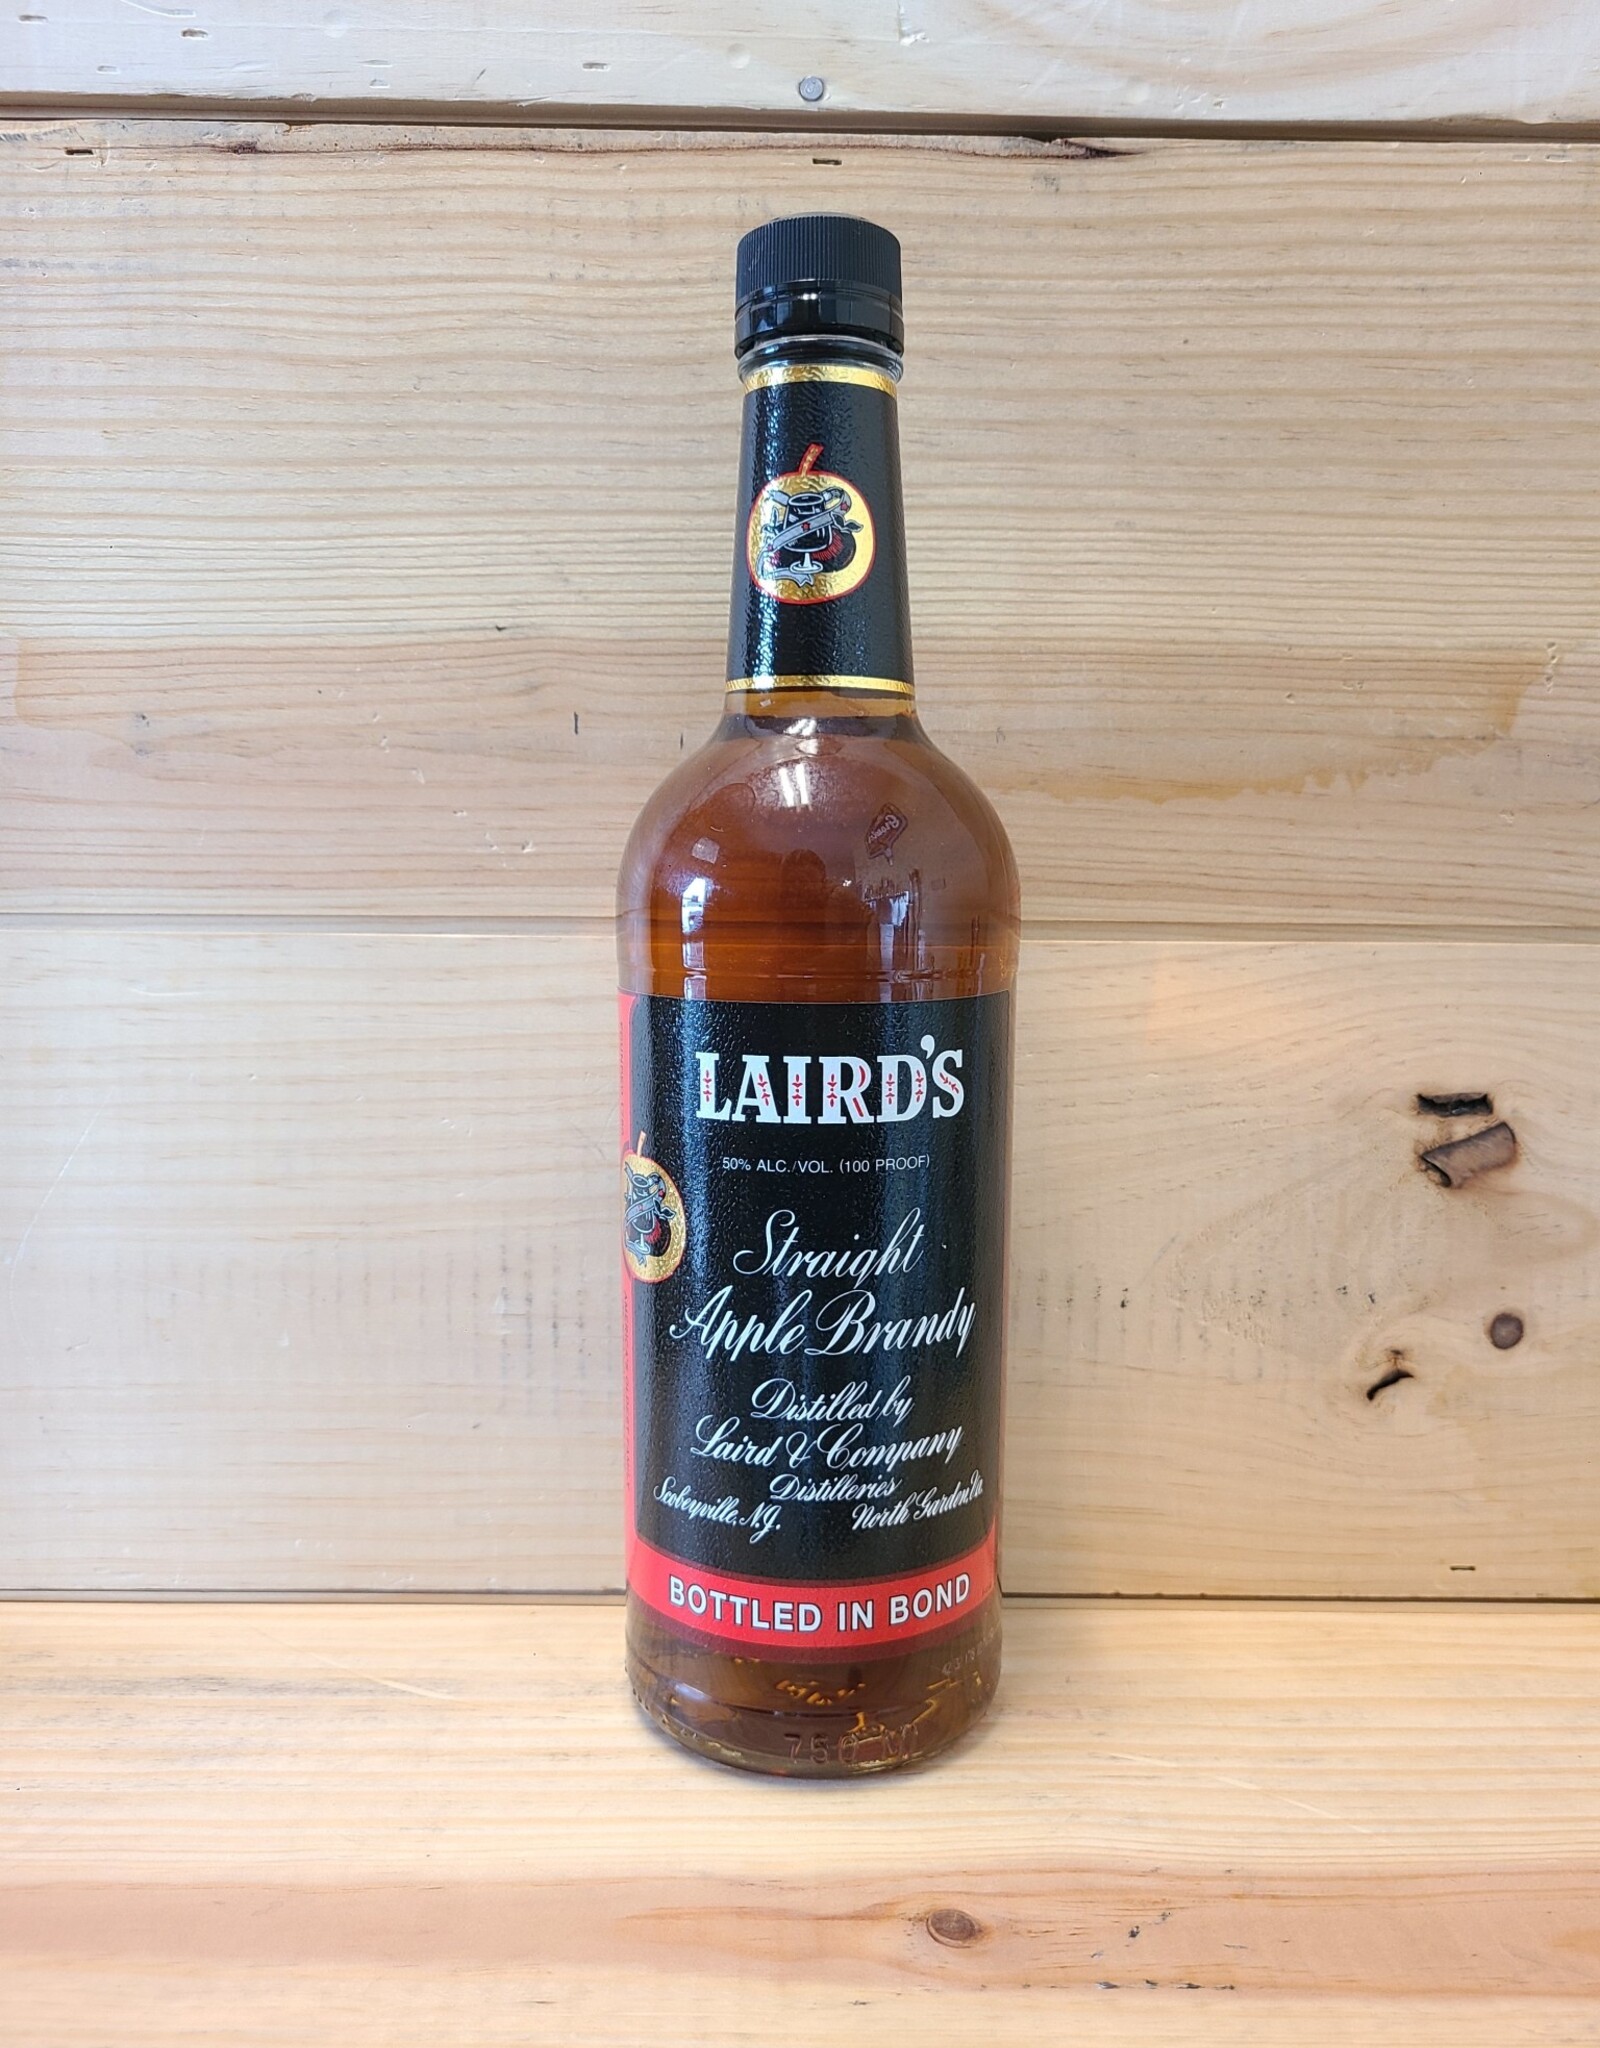 LAIRD'S
50% ALC./VOL. (100 PROOF)
Straight
Apple Brandy
Distilled by
Laird & Company
Distilleries
Scobeyville, N.J. North Garden, Va.
BOTTLED IN BOND
750